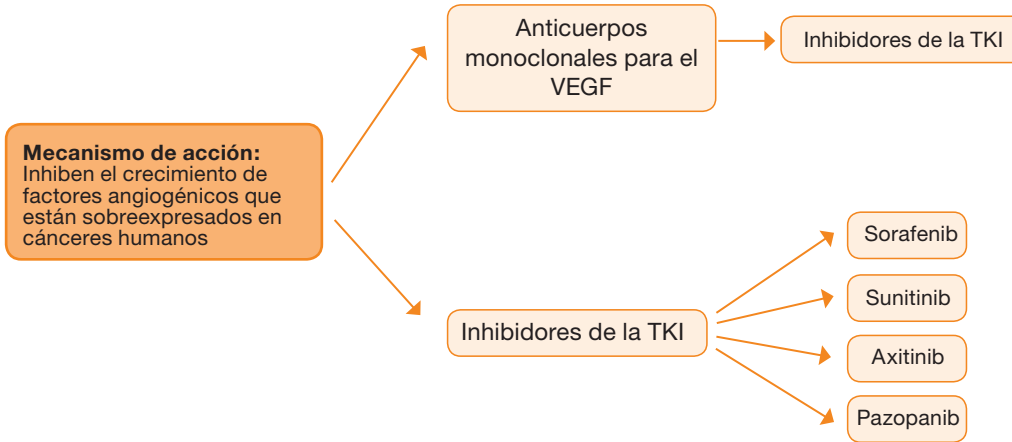 Mecanismo de acción:
Inhiben el crecimiento de
factores angiogénicos que
están sobreexpresados en
cánceres humanos
Anticuerpos
monoclonales para el
VEGF
Inhibidores de la TKI
Inhibidores de la TKI
Sorafenib
Sunitinib
Axitinib
Pazopanib